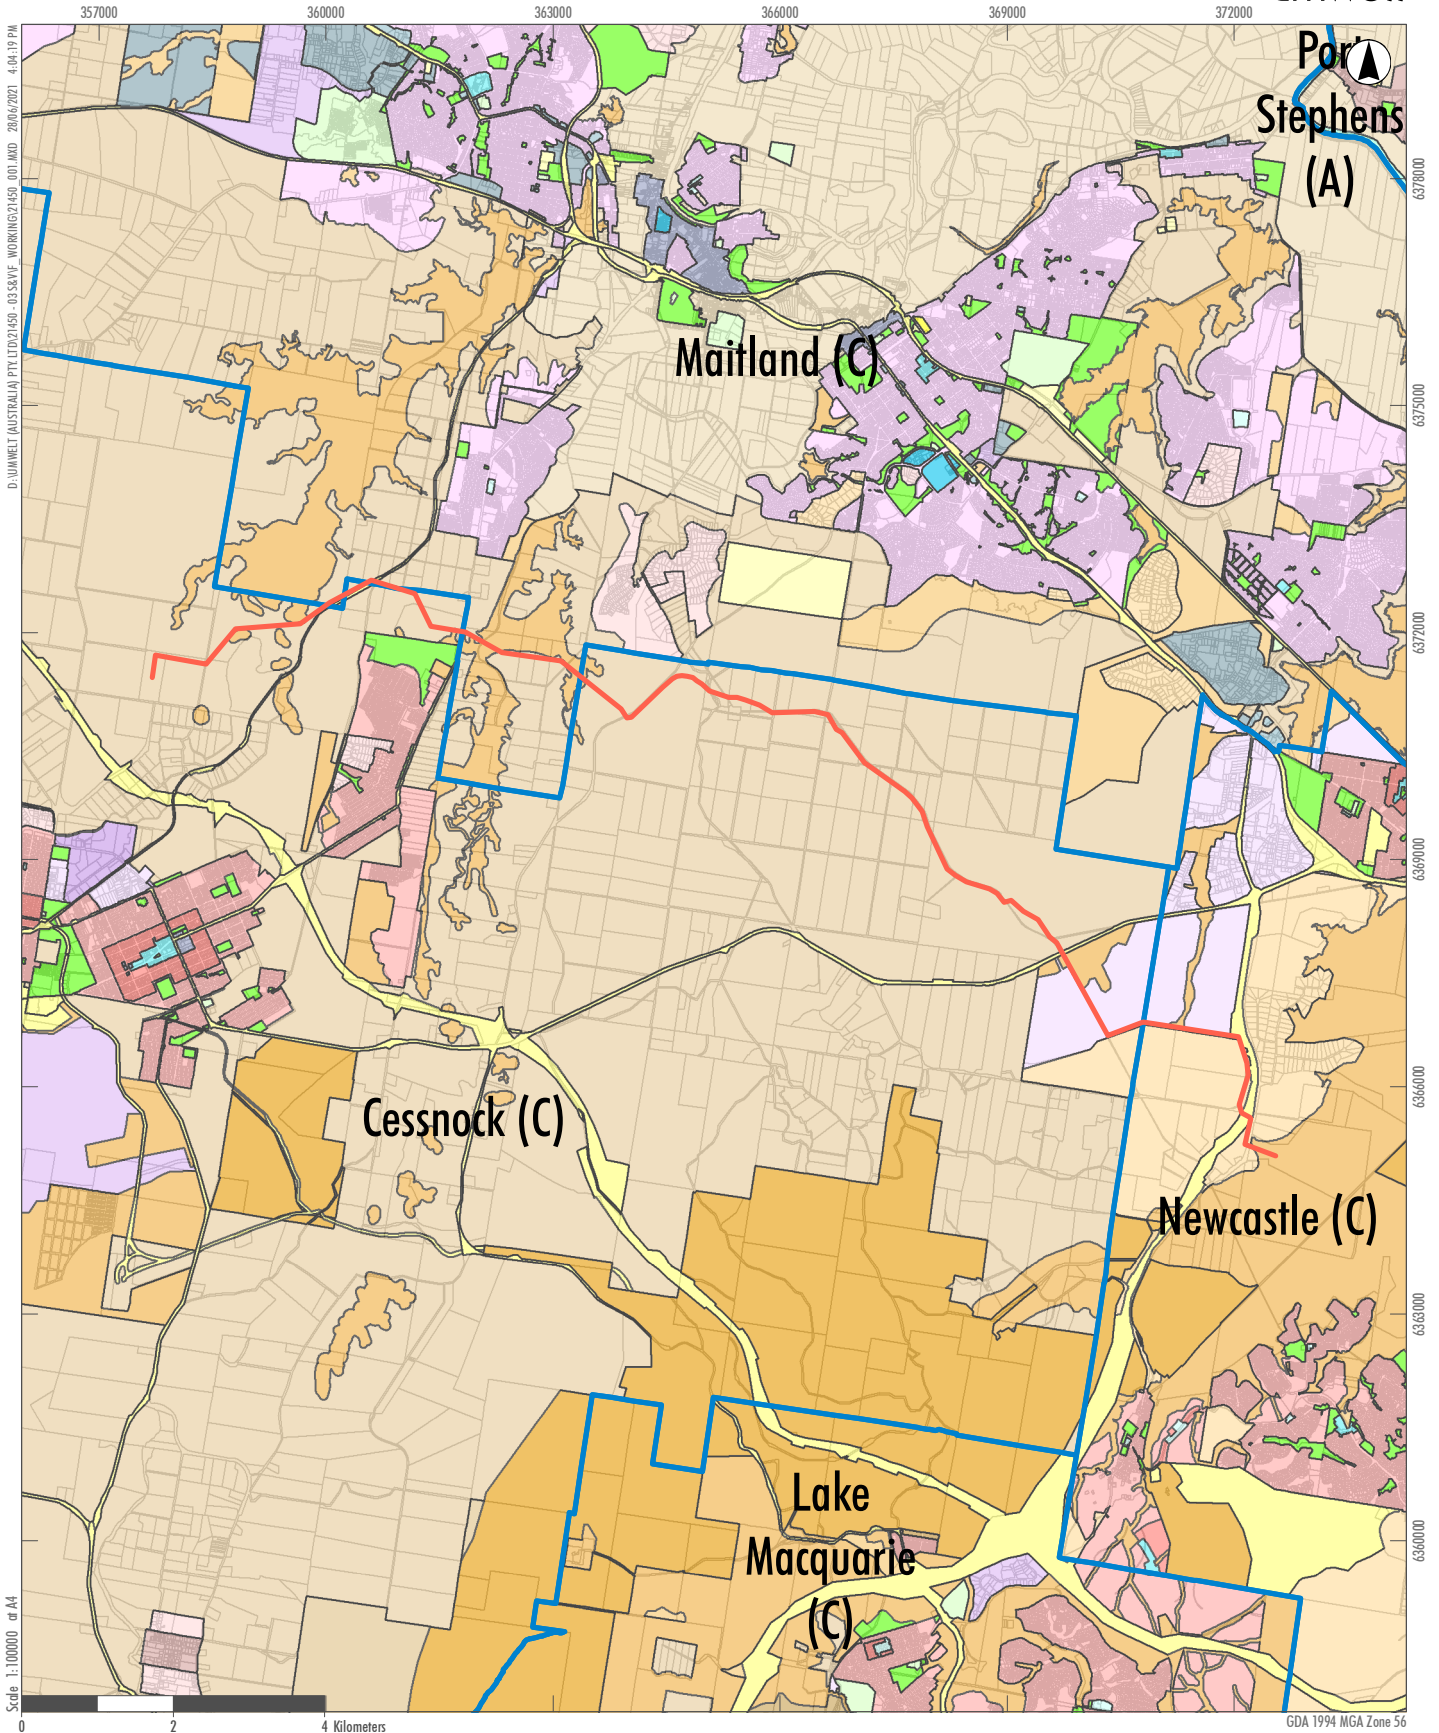 357000
360000
363000
366000
369000
372000
D:\UMWELT (AUSTRALIA) PTY. LTD\21450 - 03 S&V\F_WORKING\21450_001.MXD 28/06/2021 4:04:19 PM
Port
Stephens
(A)
6378000
Maitland (C)
6375000
6372000
6369000
6366000
Cessnock (C)
Newcastle (C)
6363000
Lake
Macquarie
(C)
6360000
Scale 1:100000 at A4
0
2
4 Kilometers
GDA 1994 MGA Zone 56